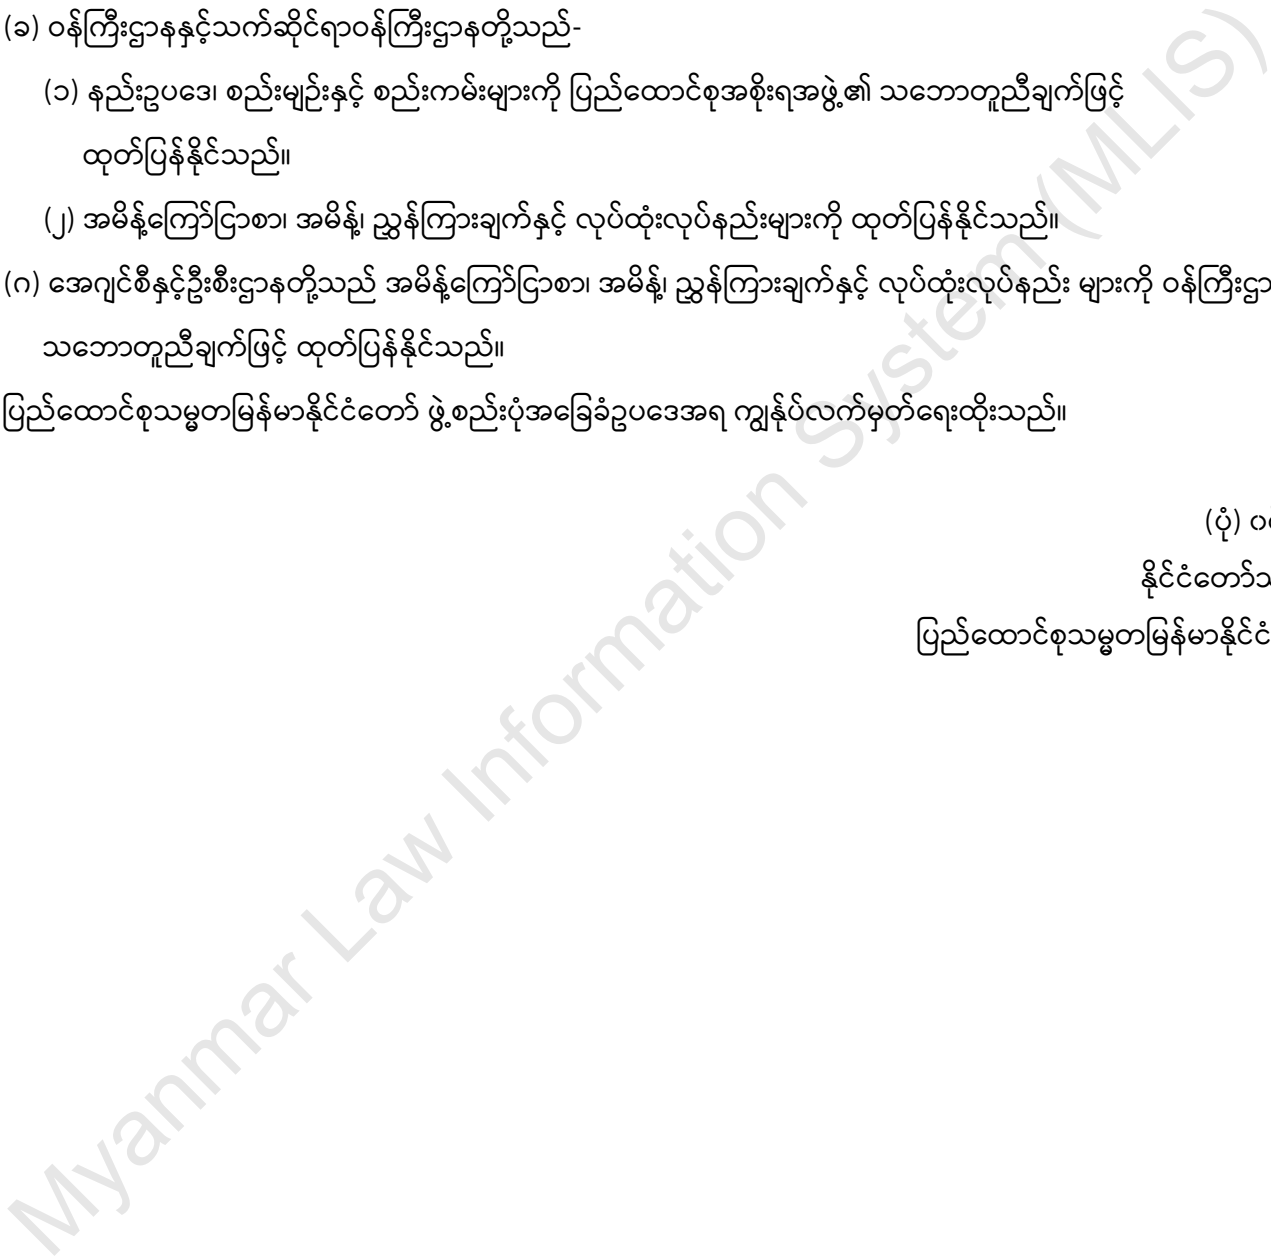 (ခ) ဝန်ကြီးဌာနနှင့်သက်ဆိုင်ရာဝန်ကြီးဌာနတို့သည်-
(၁) နည်းဥပဒေ၊ စည်းမျဉ်းနှင့် စည်းကမ်းများကို ပြည်ထောင်စုအစိုးရအဖွဲ့၏ သဘောတူညီချက်ဖြင့်
ထုတ်ပြန်နိုင်သည်။
(၂) အမိန့်ကြော်ငြာစာ၊ အမိန့်၊ ညွှန်ကြားချက်နှင့် လုပ်ထုံးလုပ်နည်းများကို ထုတ်ပြန်နိုင်သည်။
(ဂ) အေဂျင်စီနှင့်ဦးစီးဌာနတို့သည် အမိန့်ကြော်ငြာစာ၊ အမိန့်၊ ညွှန်ကြားချက်နှင့် လုပ်ထုံးလုပ်နည်း များကို ဝန်ကြီးဌာ
သဘောတူညီချက်ဖြင့် ထုတ်ပြန်နိုင်သည်။
ပြည်ထောင်စုသမ္မတမြန်မာနိုင်ငံတော် ဖွဲ့စည်းပုံအခြေခံဥပဒေအရ ကျွန်ုပ်လက်မှတ်ရေးထိုးသည်။
(ပုံ)
နိုင်ငံတော်သ
ပြည်ထောင်စုသမ္မတမြန်မာနိုင်ငံ
Myanmar Law Information System (MLIS)